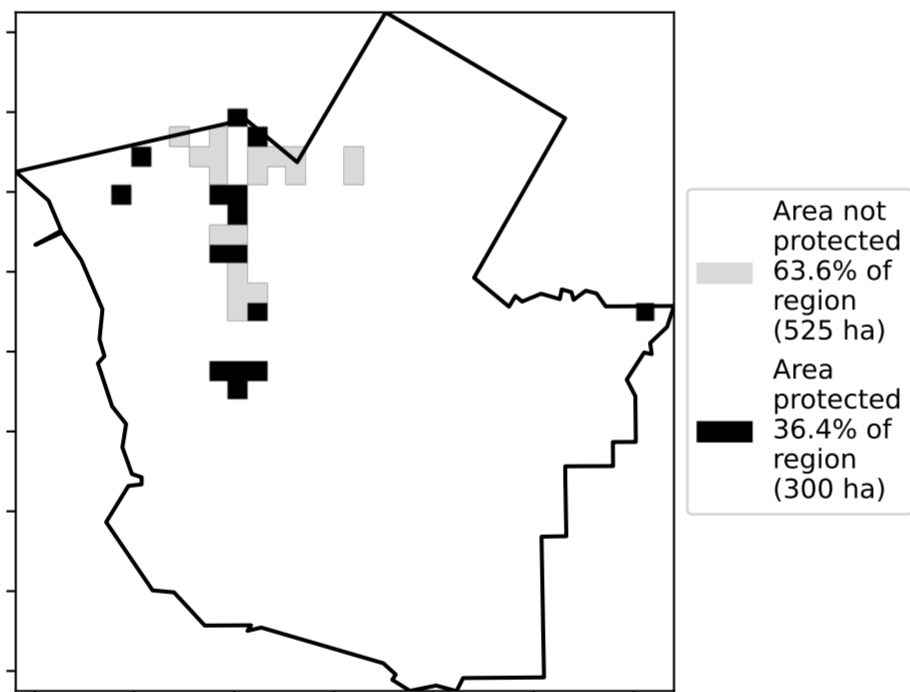 Area not
protected
63.6% of
region
(525 ha)
Area
protected
36.4% of
region
(300 ha)